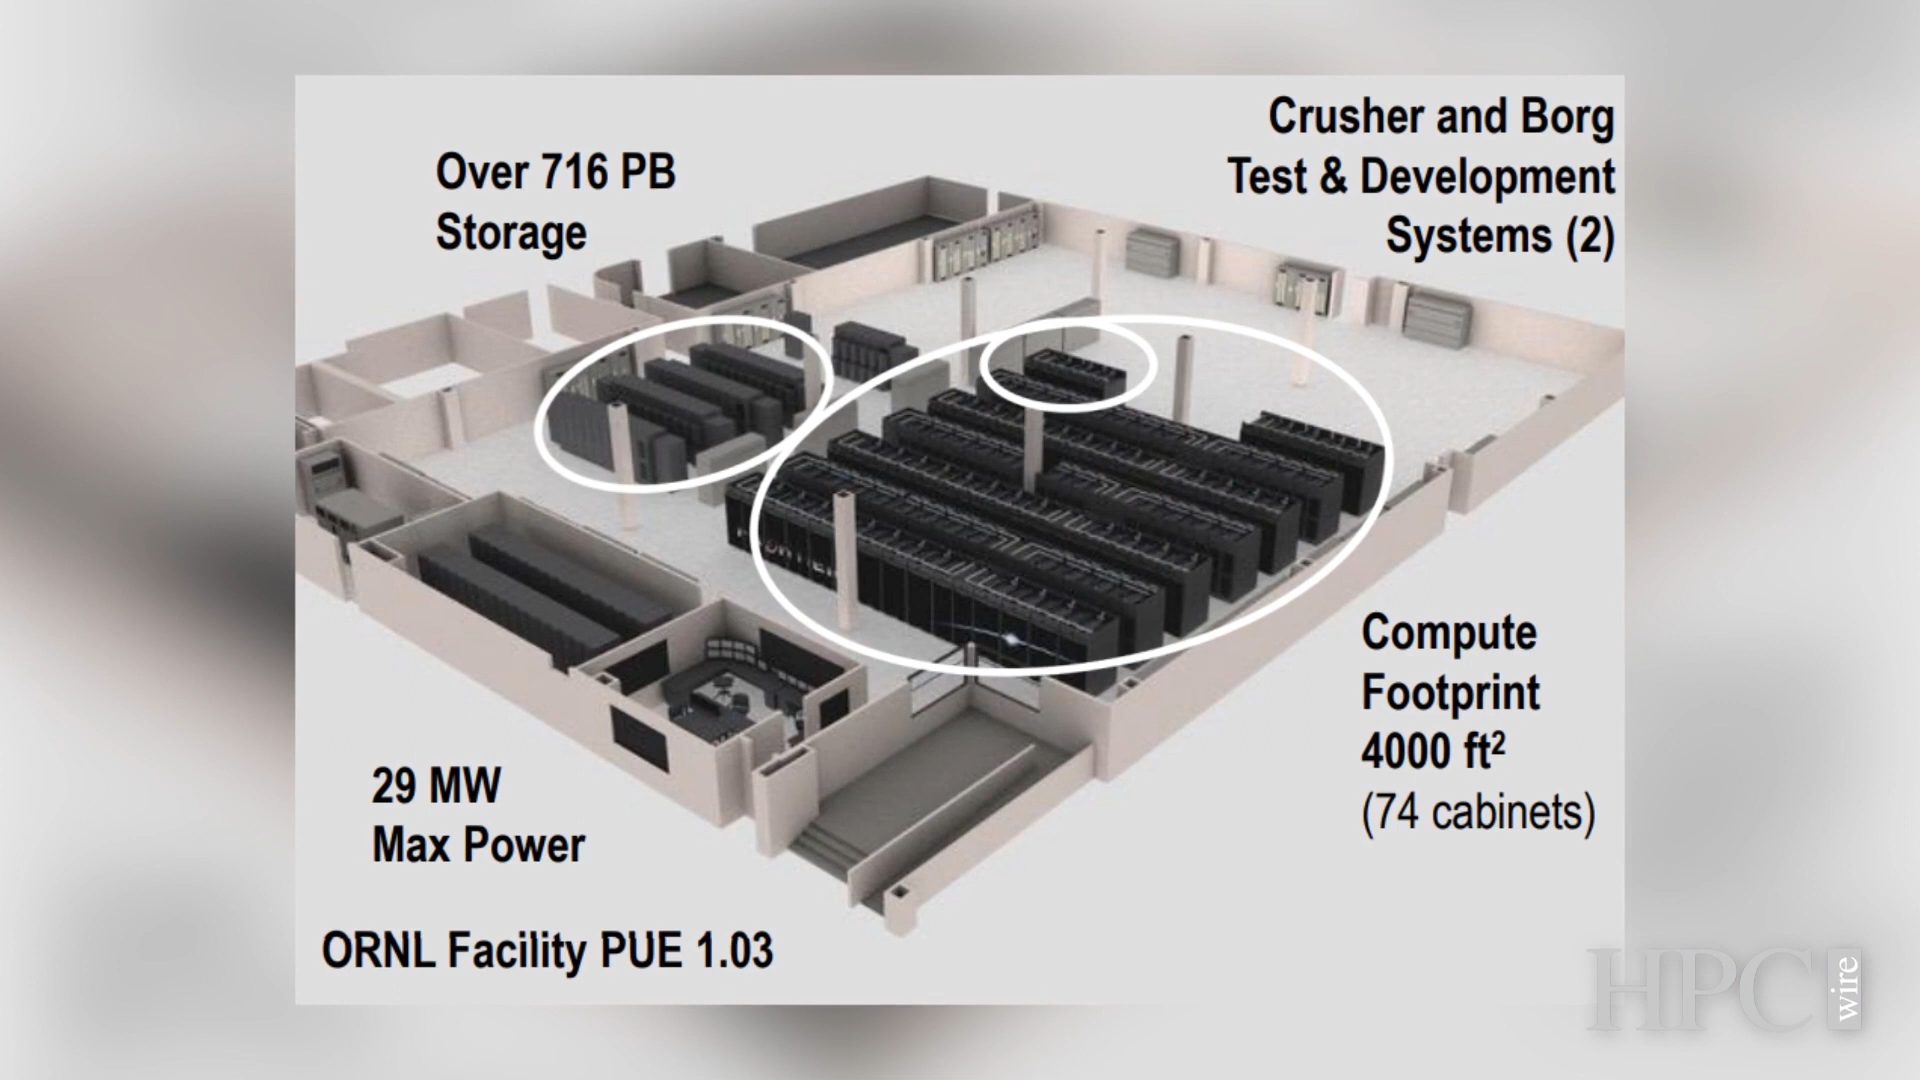 Over 716 PB
Storage
Crusher and Borg
Test & Development
Systems (2)
Compute
Footprint
4000 ft²
(74 cabinets)
29 MW
Max Power
ORNL Facility PUE 1.03
HPC
wire